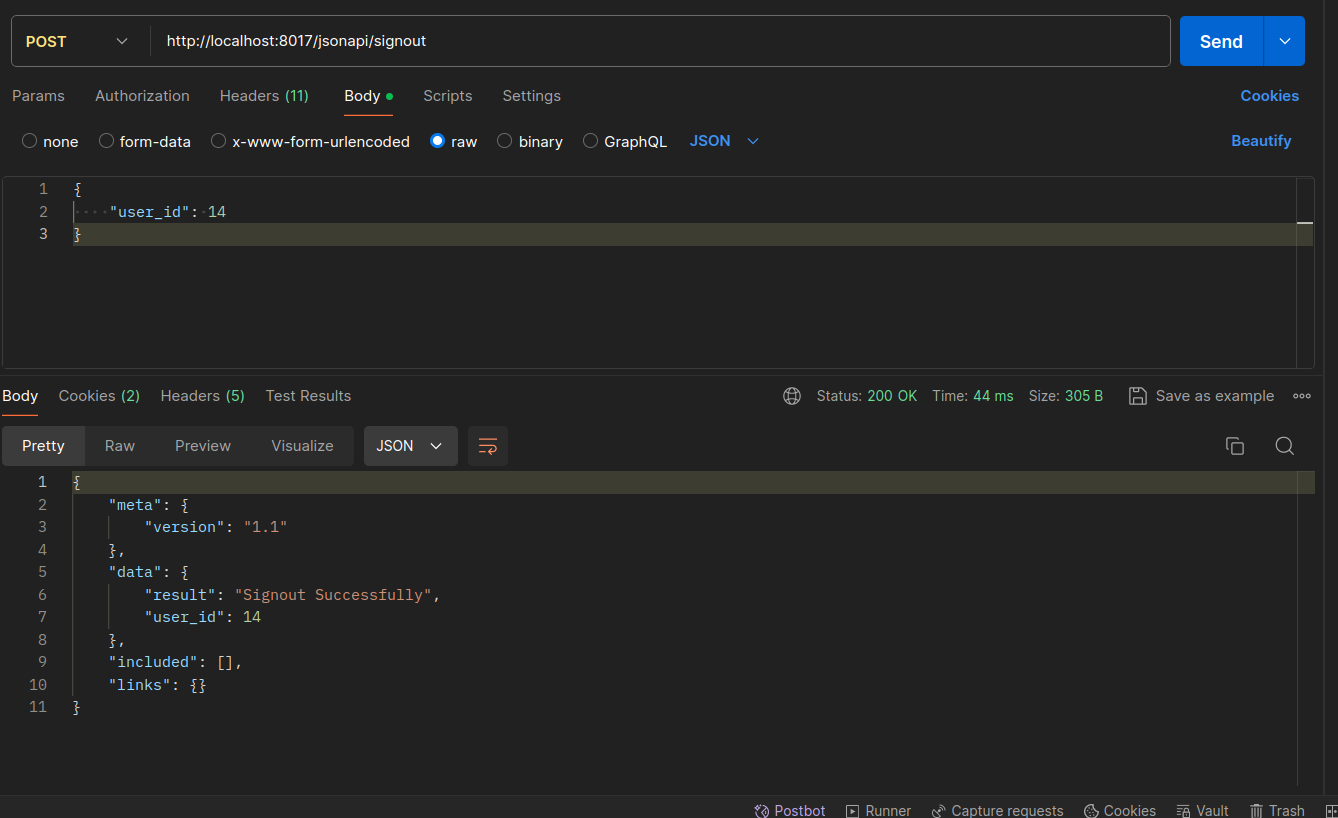 POST http://localhost:8017/jsonapi/signout Send
Params Authorization Headers (11) Body Scripts Settings Cookies
none form-data x-www-form-urlencoded raw binary GraphQL JSON Beautify
1 {
2 "user_id": 14
3 }
Body Cookies (2) Headers (5) Test Results Status: 200 OK Time: 44 ms Size: 305 B Save as example
Pretty Raw Preview Visualize JSON
1 {
2 "meta": {
3 "version": "1.1"
4 },
5 "data": {
6 "result": "Signout Successfully",
7 "user_id": 14
8 },
9 "included": [],
10 "links": {}
11 }
Postbot Runner Capture requests Cookies Vault Trash